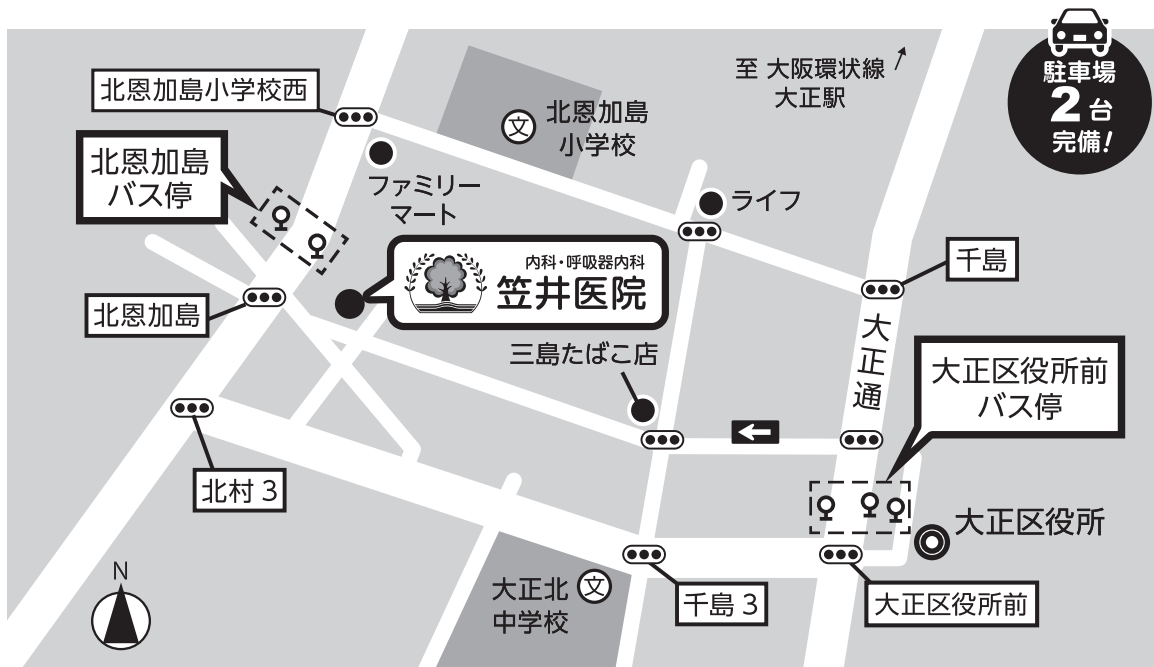 至 大阪環状線
大正駅
駐車場
2台
完備!
北恩加島小学校西
文
北恩加島
小学校
北恩加島
バス停
ファミリー
マート
ライフ
千島
内科・呼吸器内科
笠井医院
北恩加島
三島たばこ店
大正通
大正区役所前
バス停
北村3
大正区役所
N
大正北
中学校
文
千島3
大正区役所前